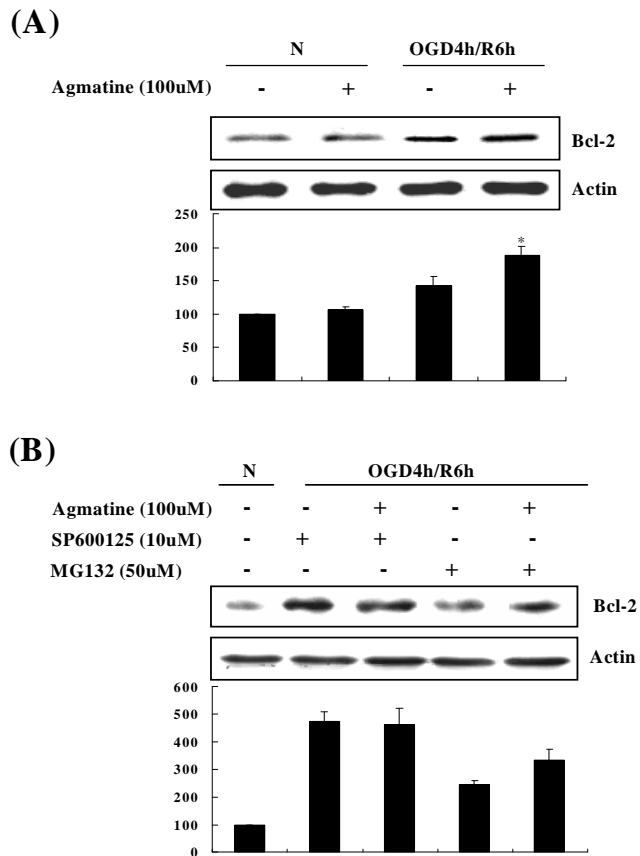 (A)
N OGD4h/R6h
Agmatine (100uM) - + - +
Bcl-2
Actin
250
200
150
100
50
0
*
(B)
N OGD4h/R6h
Agmatine (100uM) - - + - +
SP600125 (10uM) - + + - -
MG132 (50uM) - - - + +
Bcl-2
Actin
600
500
400
300
200
100
0